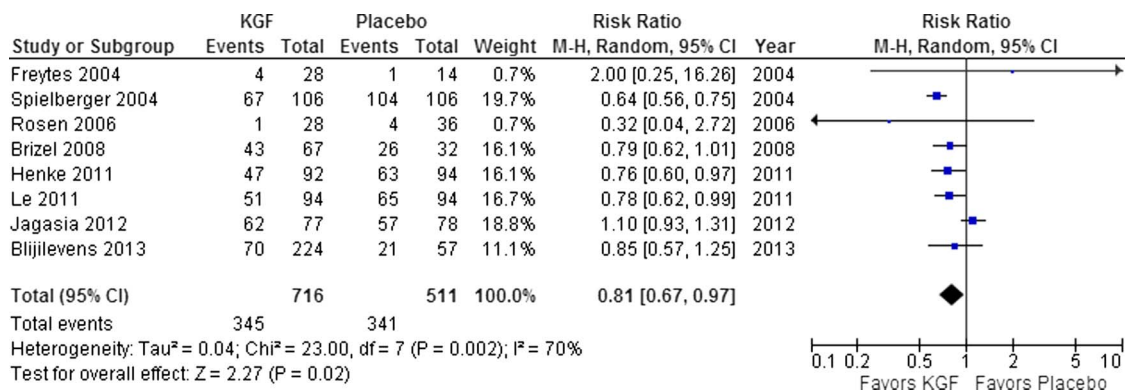 KGF Placebo Risk Ratio Risk Ratio
Study or Subgroup Events Total Events Total Weight M-H, Random, 95% CI Year M-H, Random, 95% CI
Freytes 2004 4 28 1 14 0.7% 2.00 [0.25, 16.26] 2004
Spielberger 2004 67 106 104 106 19.7% 0.64 [0.56, 0.75] 2004
Rosen 2006 1 28 4 36 0.7% 0.32 [0.04, 2.72] 2006
Brizel 2008 43 67 26 32 16.1% 0.79 [0.62, 1.01] 2008
Henke 2011 47 92 63 94 16.1% 0.76 [0.60, 0.97] 2011
Le 2011 51 94 65 94 16.7% 0.78 [0.62, 0.99] 2011
Jagasia 2012 62 77 57 78 18.8% 1.10 [0.93, 1.31] 2012
Blijilevens 2013 70 224 21 57 11.1% 0.85 [0.57, 1.25] 2013
Total (95% CI) 716 511 100.0% 0.81 [0.67, 0.97]
Total events 345 341
Heterogeneity: Tau² = 0.04; Chi² = 23.00, df = 7 (P = 0.002); I² = 70%
Test for overall effect: Z = 2.27 (P = 0.02)
0.1 0.2 0.5 1 2 5 10
Favors KGF Favors Placebo